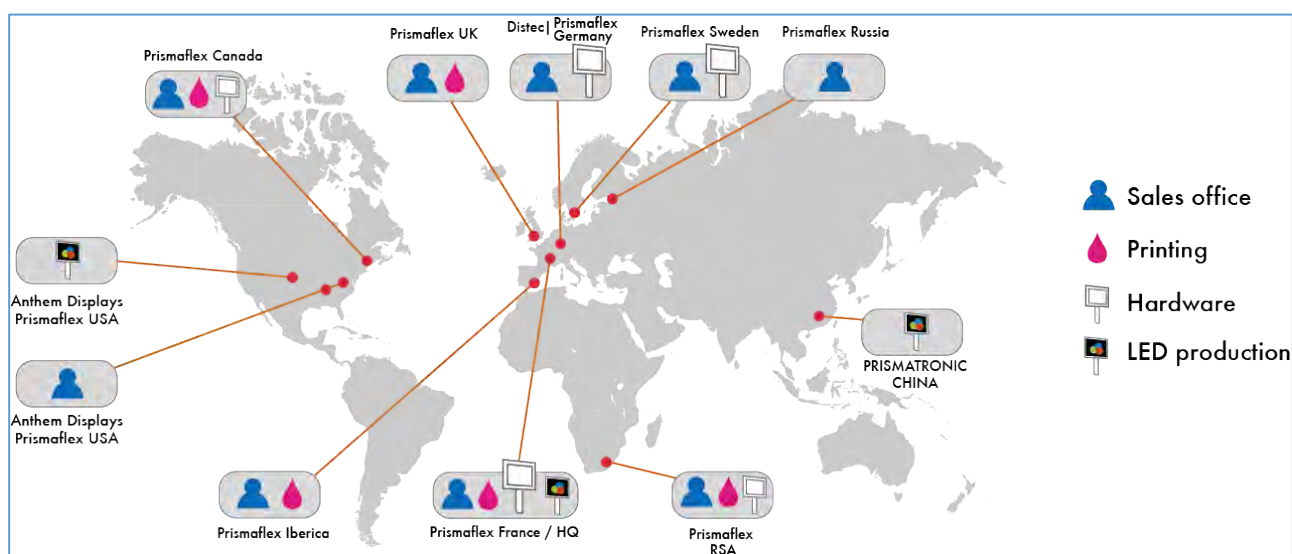 Prismaflex Canada
Prismaflex UK
Distec| Prismaflex
Germany
Prismaflex Sweden
Prismaflex Russia
Anthem Displays
Prismaflex USA
Anthem Displays
Prismaflex USA
Prismaflex Iberica
Prismaflex France / HQ
Prismaflex
RSA
PRISMATRONIC
CHINA
Sales office
Printing
Hardware
LED production